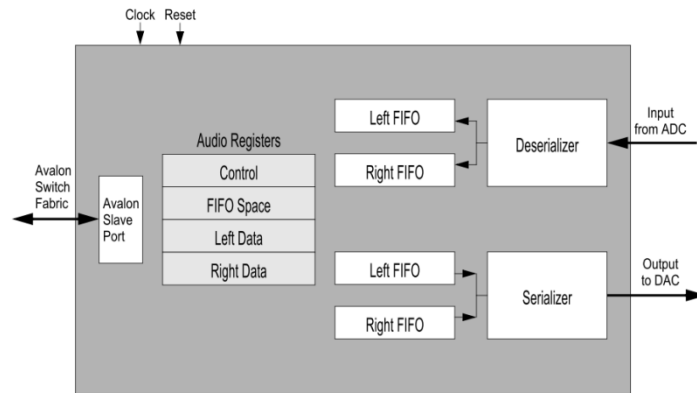 Clock Reset
Left FIFO
Right FIFO
Deserializer
Input
from ADC
Audio Registers
Control
FIFO Space
Left Data
Right Data
Avalon
Switch
Fabric
Avalon
Slave
Port
Left FIFO
Right FIFO
Serializer
Output
to DAC